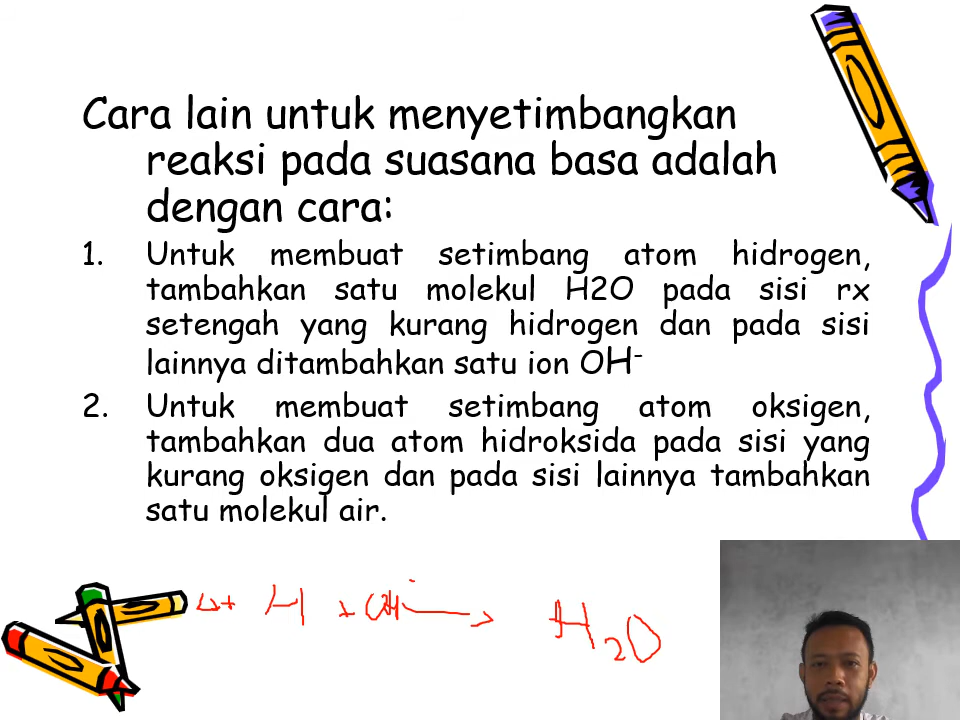 Cara lain untuk menyetimbangkan
reaksi pada suasana basa adalah
dengan cara:
1. Untuk membuat setimbang atom hidrogen,
tambahkan satu molekul H2O pada sisi rx
setengah yang kurang hidrogen dan pada sisi
lainnya ditambahkan satu ion OH⁻
2. Untuk membuat setimbang atom oksigen,
tambahkan dua atom hidroksida pada sisi yang
kurang oksigen dan pada sisi lainnya tambahkan
satu molekul air.
H + OH⁻ → H₂O